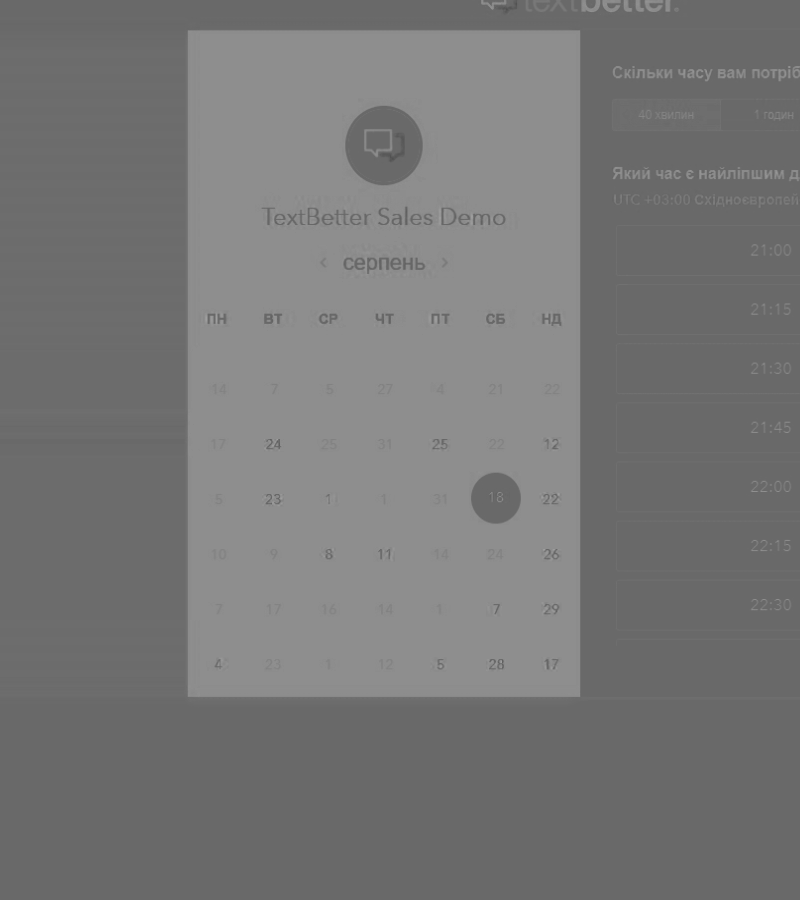 textbetter.
TextBetter Sales Demo
‹ серпень ›
ПН ВТ СР ЧТ ПТ СБ НД
14 7 5 27 4 21 22
17 24 25 31 25 22 12
5 23 1 1 31 18 22
10 9 8 11 14 24 26
7 17 16 14 1 7 29
4 23 1 12 5 28 17
Скільки часу вам
40 хвилин 1 годин
Який час є найліпшим
UTC +03:00
21:00
21:15
21:30
21:45
22:00
22:15
22:30